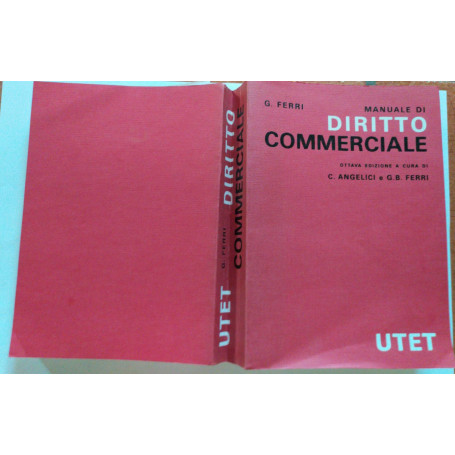 G. FERRI
MANUALE DI
DIRITTO
COMMERCIALE
OTTAVA EDIZIONE A CURA DI
C. ANGELICI e G.B. FERRI
UTET
G. FERRI
DIRITTO
COMMERCIALE
UTET